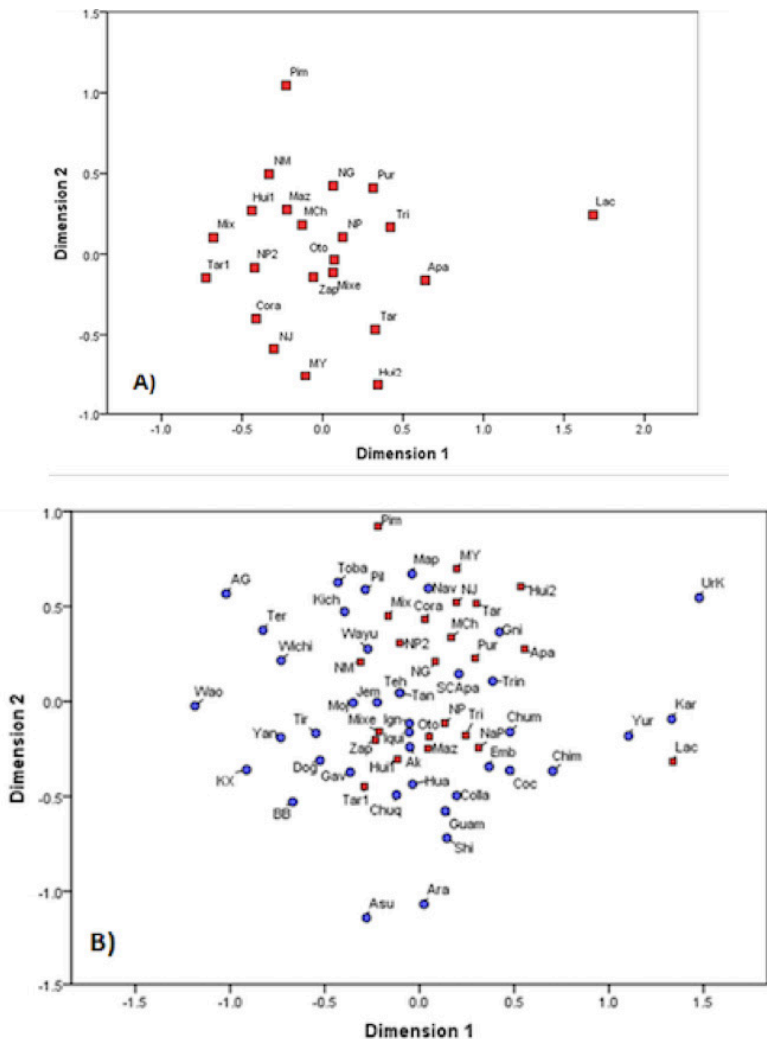 1.5
1.0
0.5
0.0
-0.5
-1.0
Dimension 2
Pim
NM
NG
Pur
Lac
Hui1
Maz
MCh
Tri
Mix
NP
NP2
Oto
Apa
Tar1
Zap
Mixe
Cora
Tar
NJ
MY
Hui2
A)
-1.0 -0.5 0.0 0.5 1.0 1.5 2.0
Dimension 1
1.0
0.5
0.0
-0.5
-1.0
-1.5
Dimension 2
Pim
Map
MY
Toba
Pil
Nav
NJ
Hui2
UrK
AG
Kich
Mix
Cora
Tar
Ter
MCh
Gni
Wayu
NP2
Pur
Apa
Wichi
NM
NG
Teh
SCApa
Trin
Wao
Moj
Jem
Tan
NP
Kar
Mixe
Ign
Oto
Tri
Chum
Yur
Yan
Tir
Iqui
NaP
Zap
Maz
Emb
Lac
Dog
Hui1
Ak
Chim
KX
Gav
Hua
Coc
Tar1
Colla
BB
Chuq
Guam
Shi
Ara
Asu
B)
-1.5 -1.0 -0.5 0.0 0.5 1.0 1.5
Dimension 1